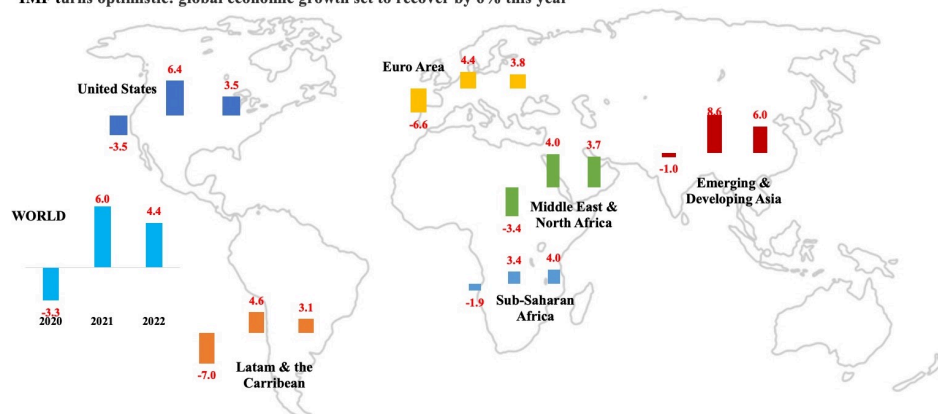 IMF turns optimistic: global economic growth set to recover by 6% this year
United States
-3.5
6.4
3.5
Euro Area
-6.6
4.4
3.8
Middle East &
North Africa
-3.4
4.0
3.7
Emerging &
Developing Asia
-1.0
8.6
6.0
WORLD
-3.3
6.0
4.4
2020
2021
2022
Sub-Saharan
Africa
-1.9
3.4
4.0
Latam & the
Carribean
-7.0
4.6
3.1